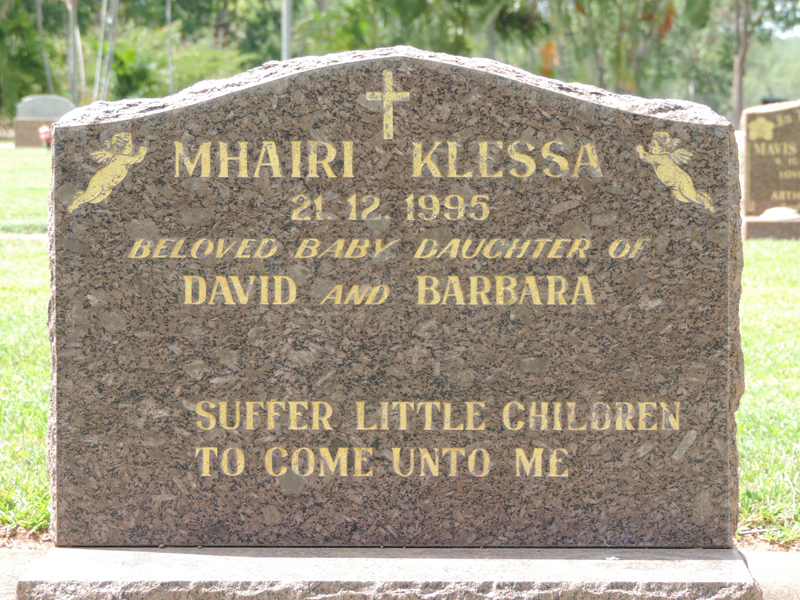 MHAIRI KLESSA
21. 12. 1995
BELOVED BABY DAUGHTER OF
DAVID AND BARBARA
SUFFER LITTLE CHILDREN
TO COME UNTO ME
MAVIS